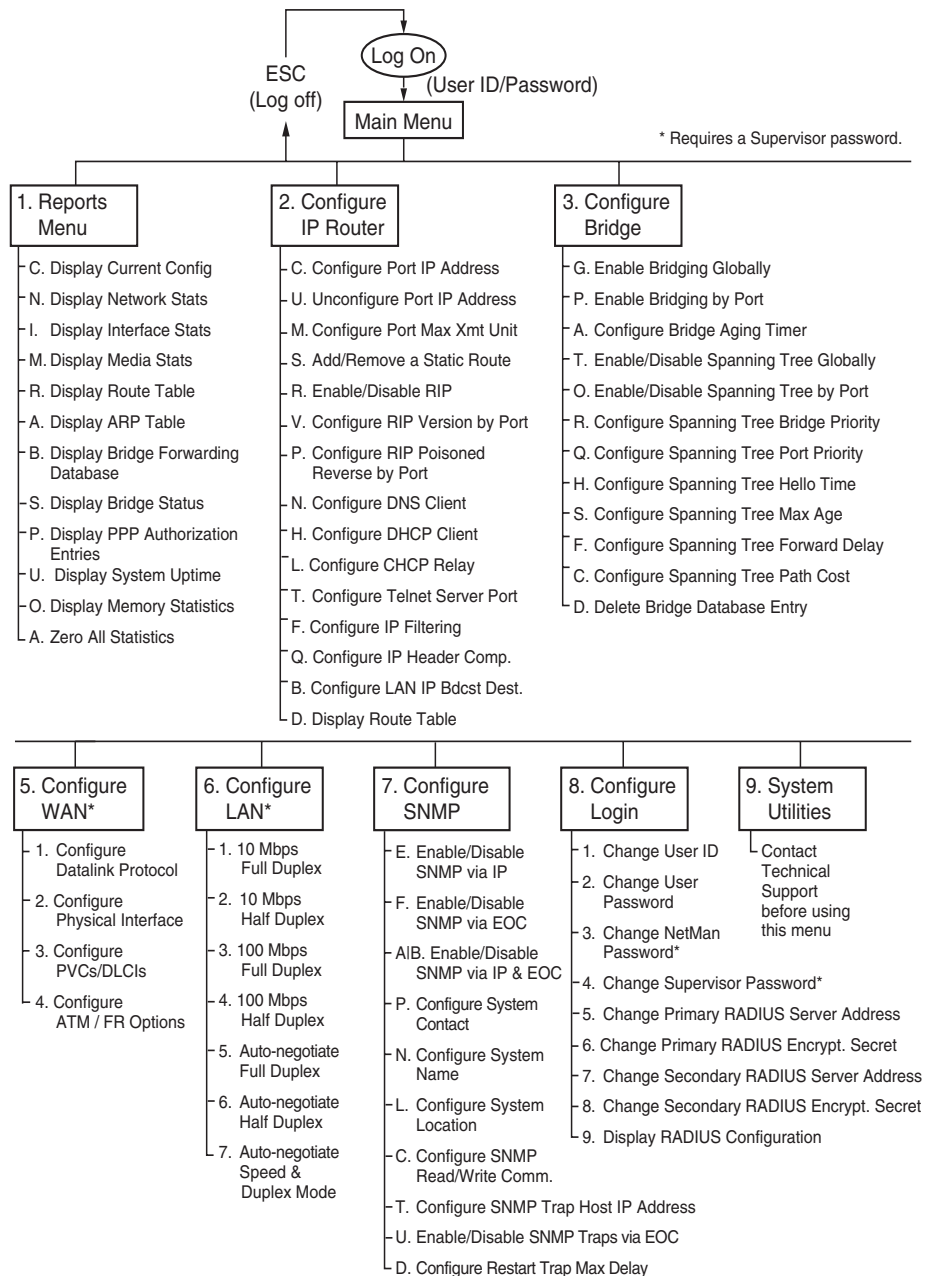 Log On
ESC
(Log off)
(User ID/Password)
Main Menu
* Requires a Supervisor password.
1. Reports
Menu
C. Display Current Config
N. Display Network Stats
I. Display Interface Stats
M. Display Media Stats
R. Display Route Table
A. Display ARP Table
B. Display Bridge Forwarding
Database
S. Display Bridge Status
P. Display PPP Authorization
Entries
U. Display System Uptime
O. Display Memory Statistics
A. Zero All Statistics
2. Configure
IP Router
C. Configure Port IP Address
U. Unconfigure Port IP Address
M. Configure Port Max Xmt Unit
S. Add/Remove a Static Route
R. Enable/Disable RIP
V. Configure RIP Version by Port
P. Configure RIP Poisoned
Reverse by Port
N. Configure DNS Client
H. Configure DHCP Client
L. Configure CHCP Relay
T. Configure Telnet Server Port
F. Configure IP Filtering
Q. Configure IP Header Comp.
B. Configure LAN IP Bdcst Dest.
D. Display Route Table
3. Configure
Bridge
G. Enable Bridging Globally
P. Enable Bridging by Port
A. Configure Bridge Aging Timer
T. Enable/Disable Spanning Tree Globally
O. Enable/Disable Spanning Tree by Port
R. Configure Spanning Tree Bridge Priority
Q. Configure Spanning Tree Port Priority
H. Configure Spanning Tree Hello Time
S. Configure Spanning Tree Max Age
F. Configure Spanning Tree Forward Delay
C. Configure Spanning Tree Path Cost
D. Delete Bridge Database Entry
5. Configure
WAN*
1. Configure
Datalink Protocol
2. Configure
Physical Interface
3. Configure
PVCs/DLCIs
4. Configure
ATM / FR Options
6. Configure
LAN*
1. 10 Mbps
Full Duplex
2. 10 Mbps
Half Duplex
3. 100 Mbps
Full Duplex
4. 100 Mbps
Half Duplex
5. Auto-negotiate
Full Duplex
6. Auto-negotiate
Half Duplex
7. Auto-negotiate
Speed &
Duplex Mode
7. Configure
SNMP
E. Enable/Disable
SNMP via IP
F. Enable/Disable
SNMP via EOC
A|B. Enable/Disable
SNMP via IP & EOC
P. Configure System
Contact
N. Configure System
Name
L. Configure System
Location
C. Configure SNMP
Read/Write Comm.
T. Configure SNMP Trap Host IP Address
U. Enable/Disable SNMP Traps via EOC
D. Configure Restart Trap Max Delay
8. Configure
Login
1. Change User ID
2. Change User
Password
3. Change NetMan
Password*
4. Change Supervisor Password*
5. Change Primary RADIUS Server Address
6. Change Primary RADIUS Encrypt. Secret
7. Change Secondary RADIUS Server Address
8. Change Secondary RADIUS Encrypt. Secret
9. Display RADIUS Configuration
9. System
Utilities
Contact
Technical
Support
before using
this menu